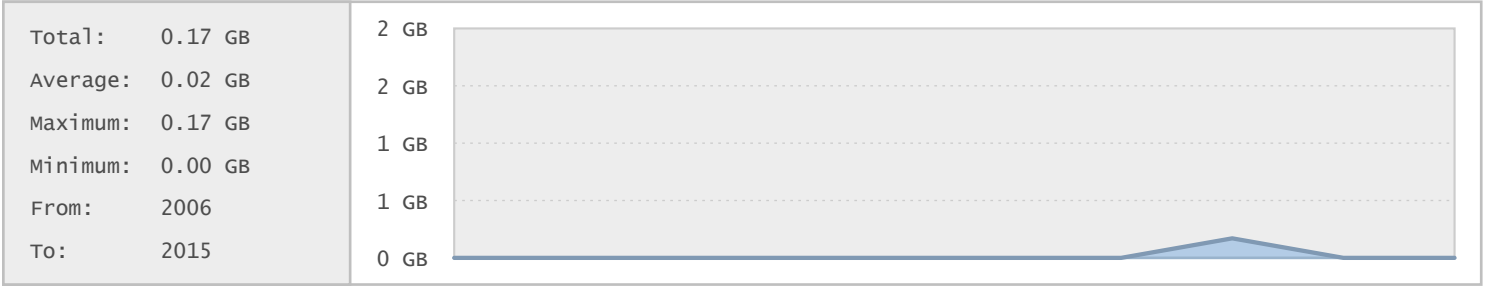 Total: 0.17 GB
Average: 0.02 GB
Maximum: 0.17 GB
Minimum: 0.00 GB
From: 2006
To: 2015
2 GB
2 GB
1 GB
1 GB
0 GB